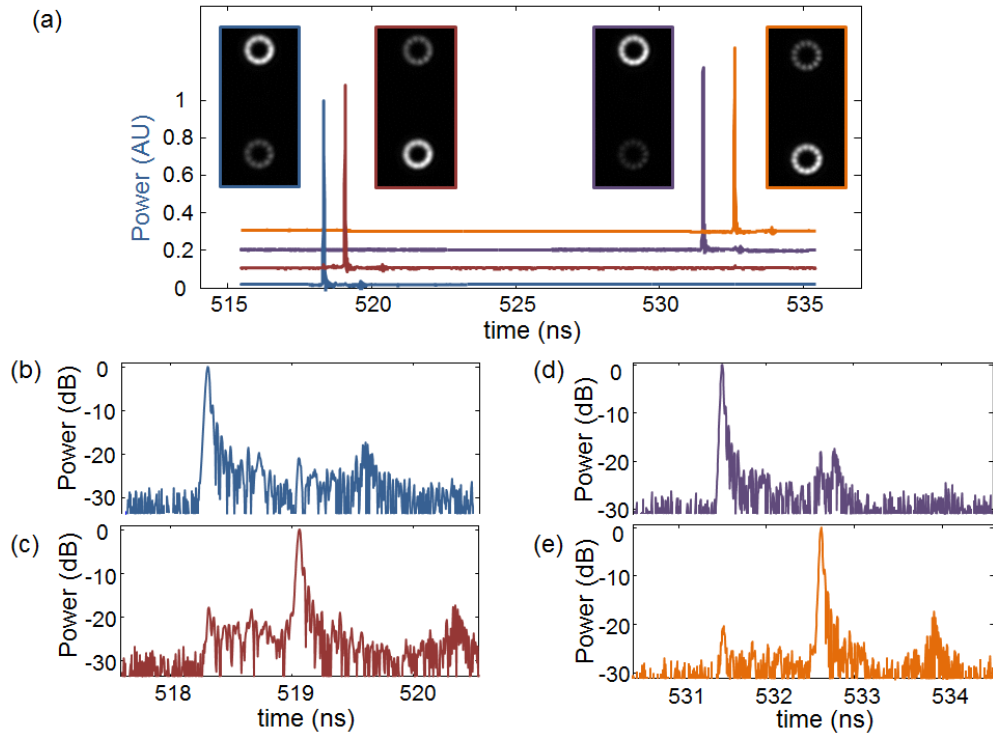 (a)
Power (AU)
1
0.8
0.6
0.4
0.2
0
515 520 525 530 535
time (ns)
(b)
Power (dB)
0
-10
-20
-30
(c)
Power (dB)
0
-10
-20
-30
518 519 520
time (ns)
(d)
Power (dB)
0
-10
-20
-30
(e)
Power (dB)
0
-10
-20
-30
531 532 533 534
time (ns)